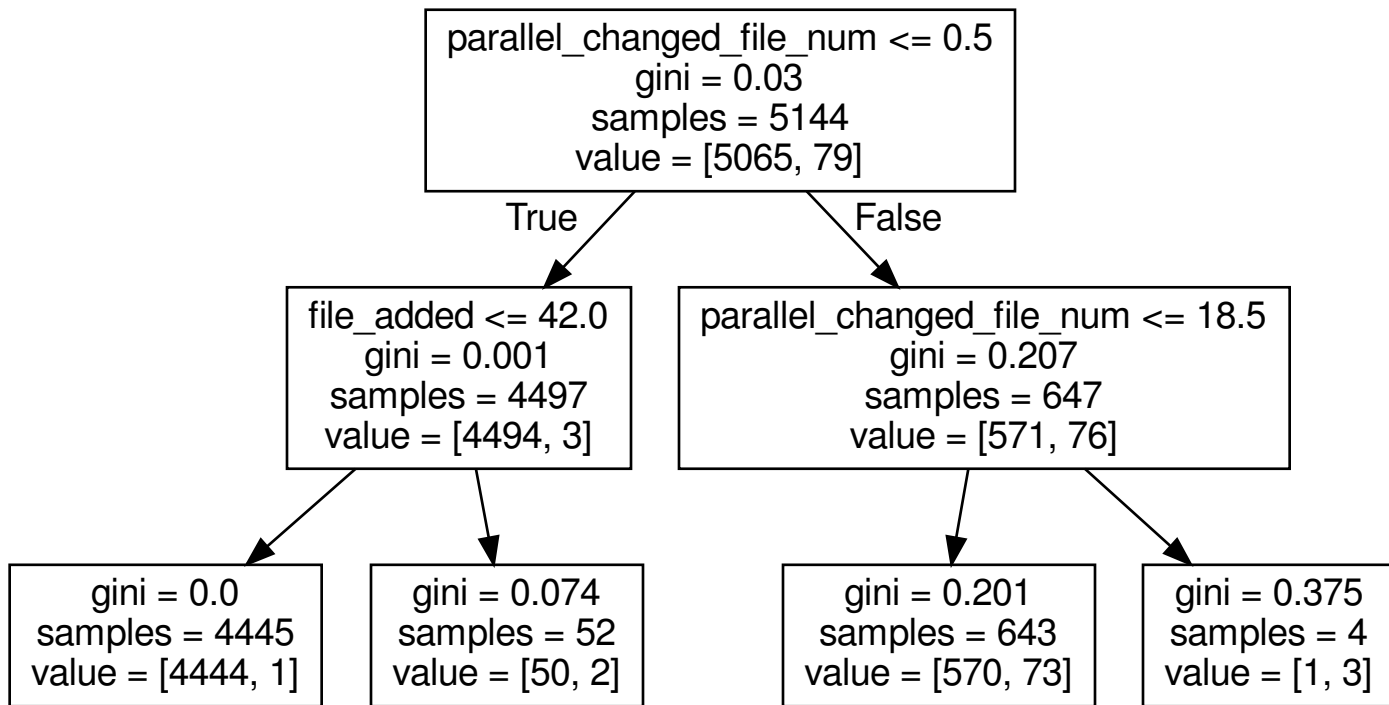 parallel_changed_file_num <= 0.5
gini = 0.03
samples = 5144
value = [5065, 79]
True
False
file_added <= 42.0
gini = 0.001
samples = 4497
value = [4494, 3]
parallel_changed_file_num <= 18.5
gini = 0.207
samples = 647
value = [571, 76]
gini = 0.0
samples = 4445
value = [4444, 1]
gini = 0.074
samples = 52
value = [50, 2]
gini = 0.201
samples = 643
value = [570, 73]
gini = 0.375
samples = 4
value = [1, 3]